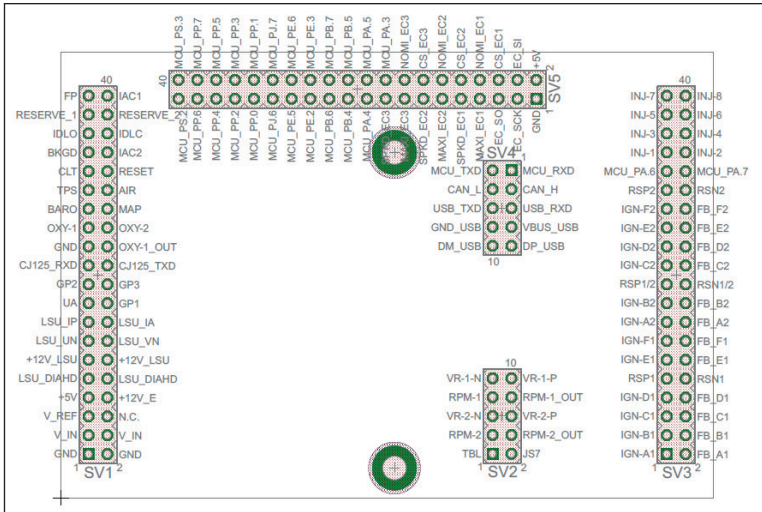 MCU_PS.3
MCU_PP.7
MCU_PP.5
MCU_PP.3
MCU_PP.1
MCU_PJ.7
MCU_PE.6
MCU_PE.3
MCU_PB.7
MCU_PB.5
MCU_PA.5
MCU_PA.3
NOMI_EC3
CS_EC3
NOMI_EC2
CS_EC2
NOMI_EC1
CS_EC1
EC_SI
+5V
40
2
1
SV5
MCU_PS.2
MCU_PP.6
MCU_PP.4
MCU_PP.2
MCU_PP.0
MCU_PJ.6
MCU_PE.5
MCU_PE.2
MCU_PB.6
MCU_PB.4
MCU_PA.4
SPKD_EC2
MAXI_EC2
SPKD_EC1
MAXI_EC1
EC_SO
EC_SCK
GND
40
FP IAC1
RESERVE_1 RESERVE_2
IDLO IDLC
BKGD IAC2
CLT RESET
TPS AIR
BARO MAP
OXY-1 OXY-2
GND OXY-1_OUT
CJ125_RXD CJ125_TXD
GP2 GP3
UA GP1
LSU_IP LSU_IA
LSU_UN LSU_VN
+12V_LSU +12V_LSU
LSU_DIAHD LSU_DIAHD
+5V +12V_E
V_REF N.C.
V_IN V_IN
GND GND
1 2
SV1
SV4
1
MCU_TXD MCU_RXD
CAN_L CAN_H
USB_TXD USB_RXD
GND_USB VBUS_USB
DM_USB DP_USB
10
10
VR-1-N VR-1-P
RPM-1 RPM-1_OUT
VR-2-N VR-2-P
RPM-2 RPM-2_OUT
TBL JS7
1 2
SV2
40
INJ-7 INJ-8
INJ-5 INJ-6
INJ-3 INJ-4
INJ-1 INJ-2
MCU_PA.6 MCU_PA.7
RSP2 RSN2
IGN-F2 FB_F2
IGN-E2 FB_E2
IGN-D2 FB_D2
IGN-C2 FB_C2
RSP1/2 RSN1/2
IGN-B2 FB_B2
IGN-A2 FB_A2
IGN-F1 FB_F1
IGN-E1 FB_E1
RSP1 RSN1
IGN-D1 FB_D1
IGN-C1 FB_C1
IGN-B1 FB_B1
IGN-A1 FB_A1
1 2
SV3